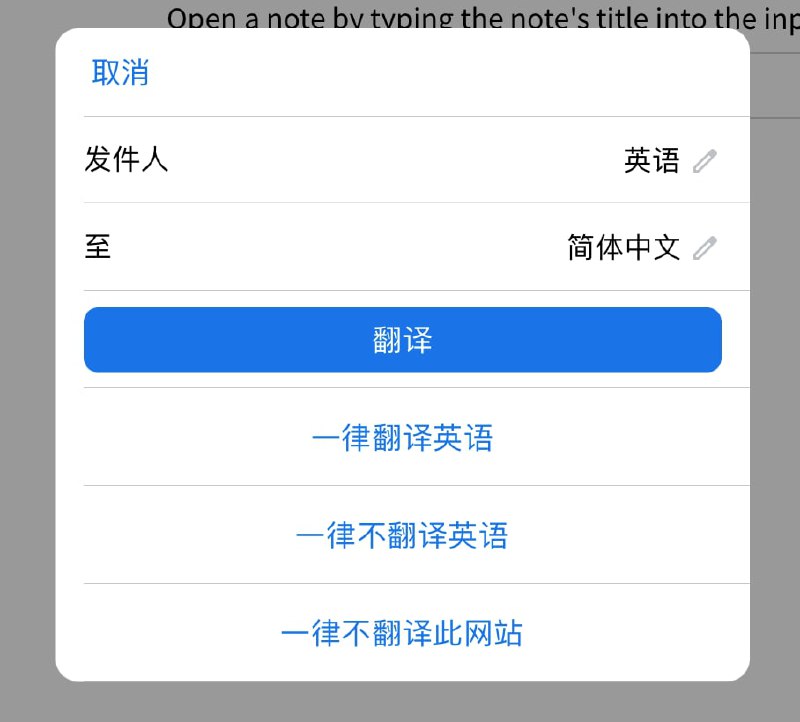 Open a note by typing the note's title into the inp
取消
发件人 英语
至 简体中文
翻译
一律翻译英语
一律不翻译英语
一律不翻译此网站